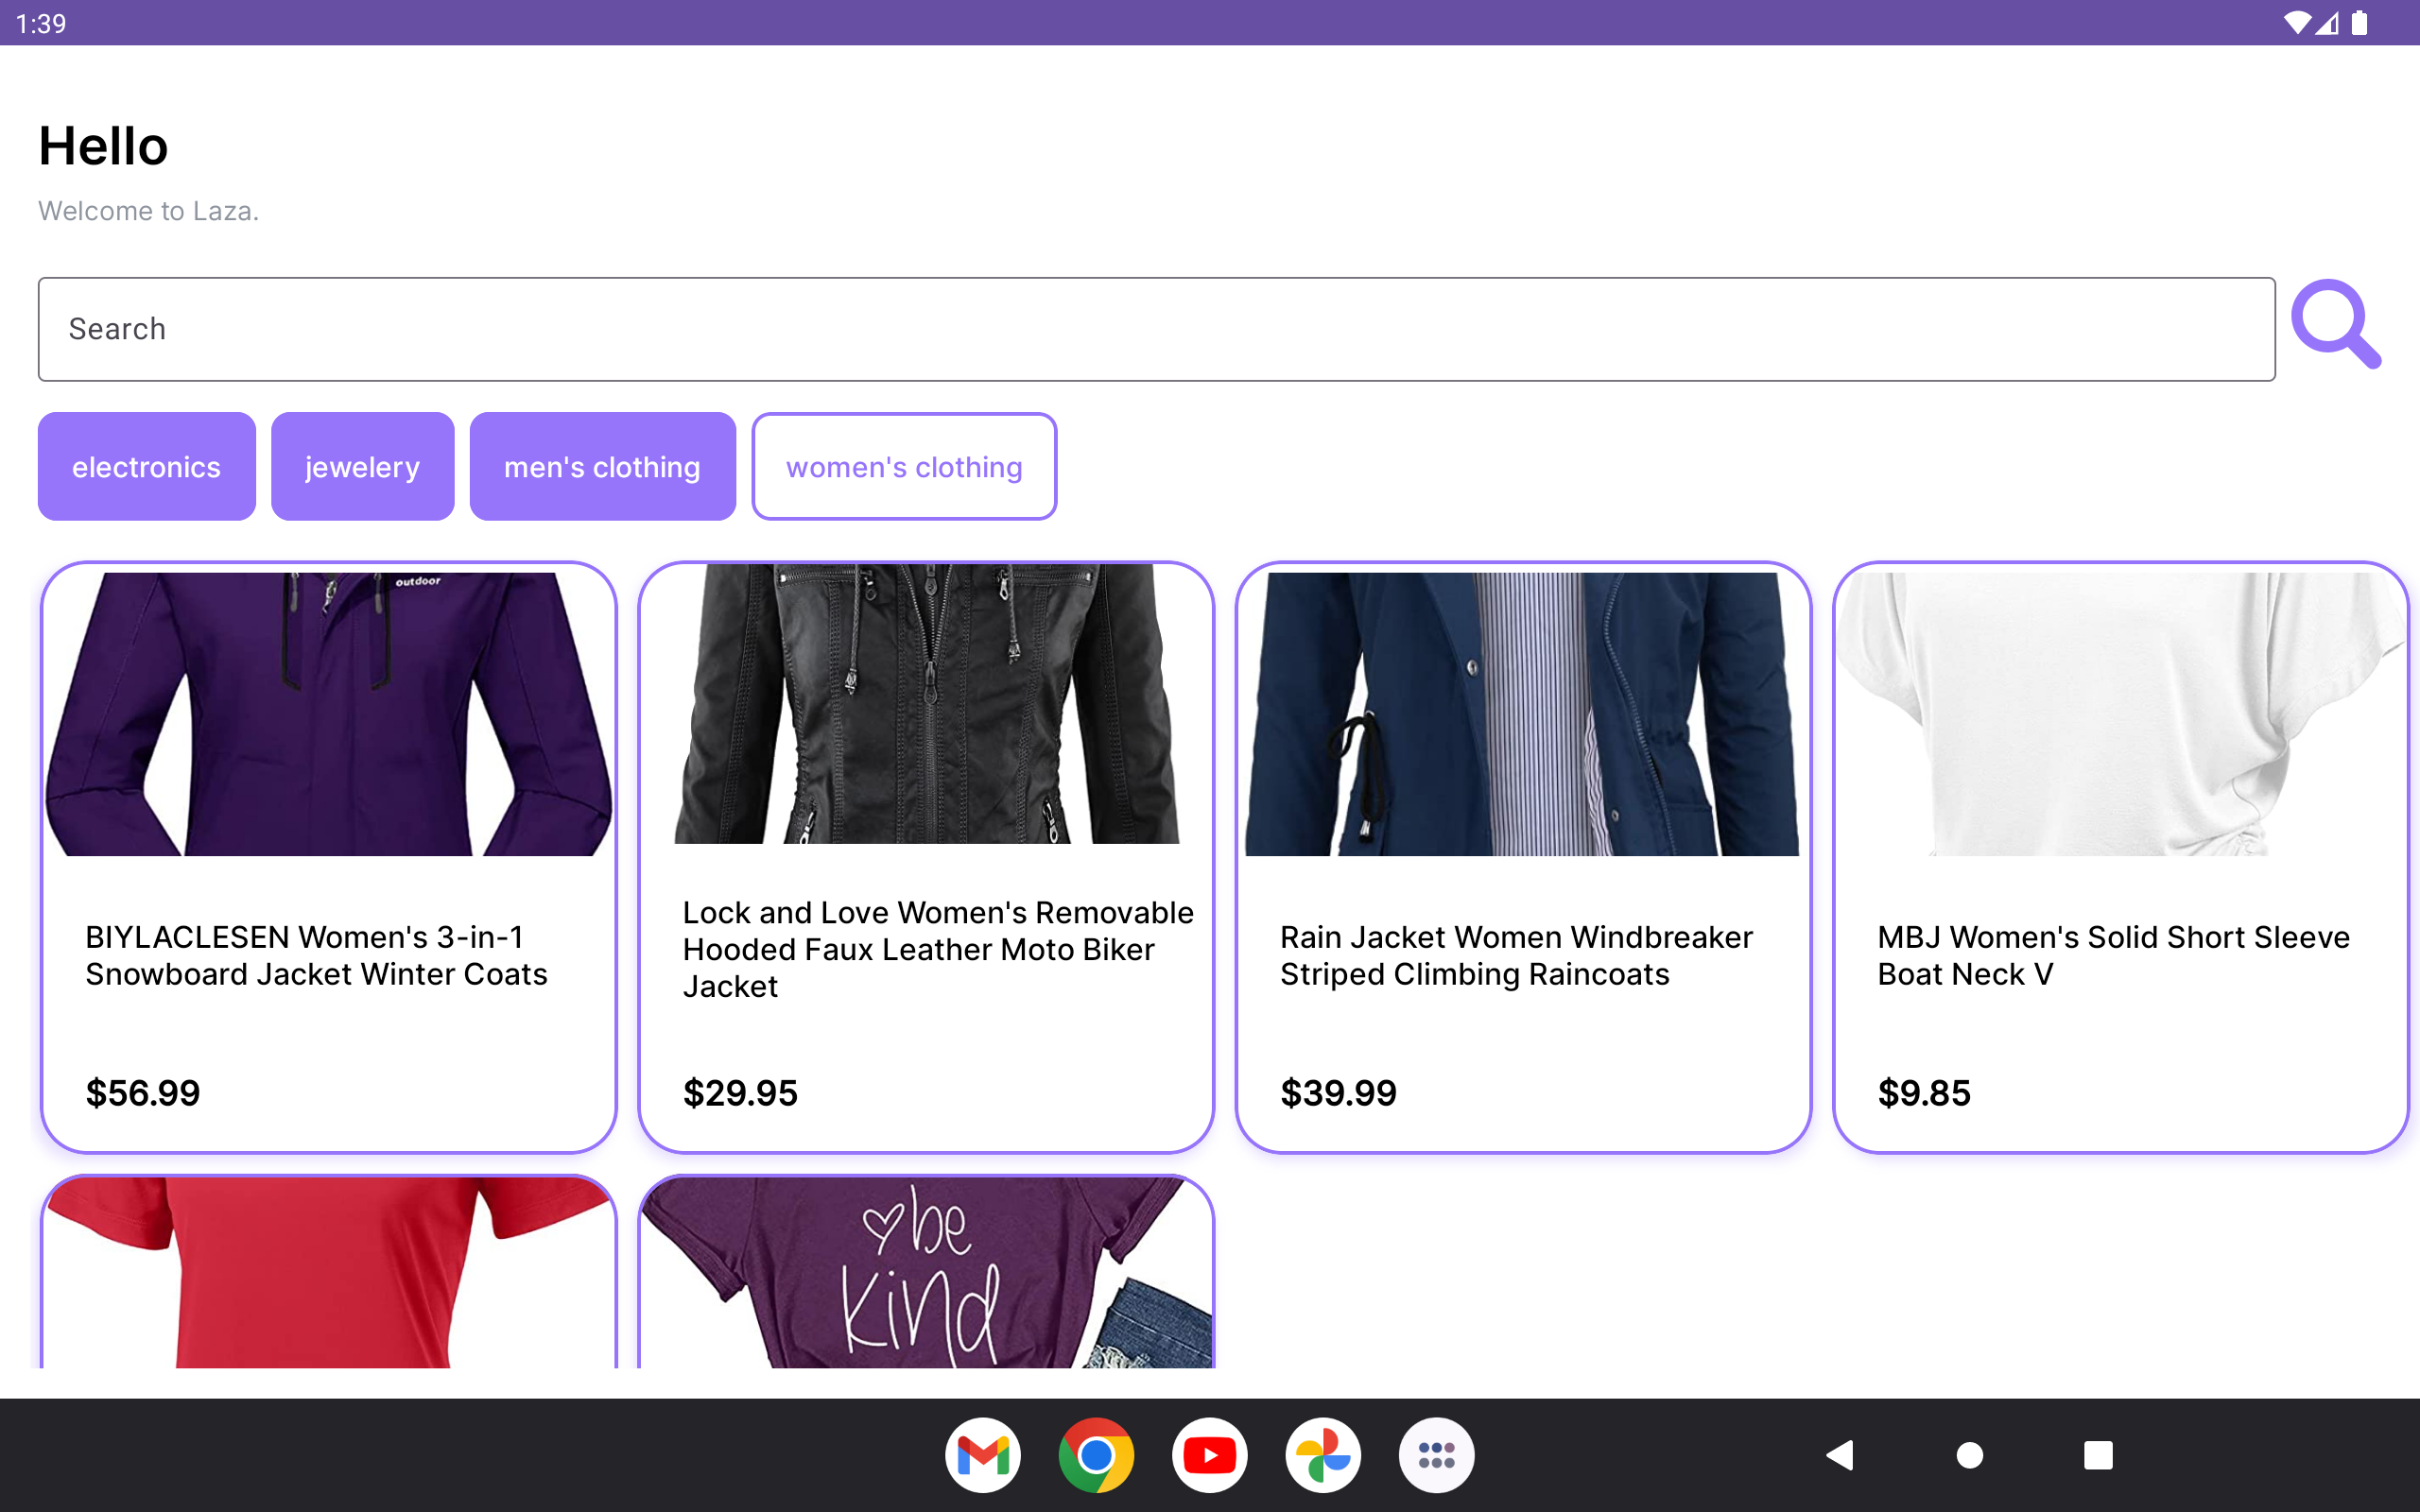 1:39
Hello
Welcome to Laza.
Search
electronics
jewelery
men's clothing
women's clothing
outdoor
BIYLACLESEN Women's 3-in-1
Snowboard Jacket Winter Coats
$56.99
Lock and Love Women's Removable
Hooded Faux Leather Moto Biker
Jacket
$29.95
Rain Jacket Women Windbreaker
Striped Climbing Raincoats
$39.99
MBJ Women's Solid Short Sleeve
Boat Neck V
$9.85
be
kind